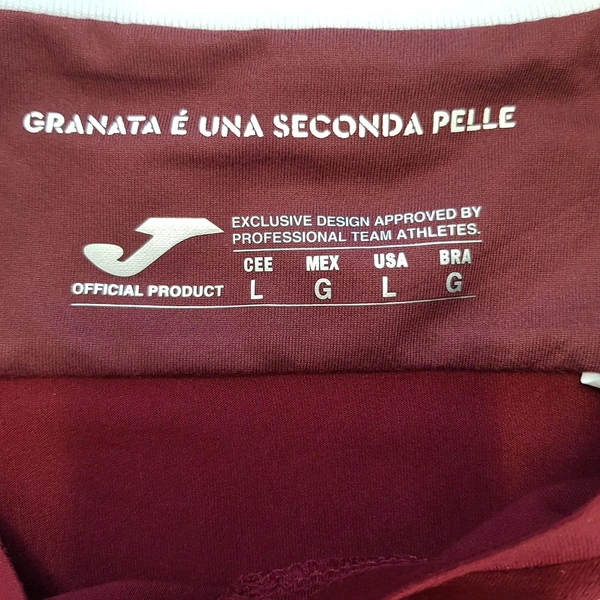 GRANATA É UNA SECONDA PELLE
EXCLUSIVE DESIGN APPROVED BY
PROFESSIONAL TEAM ATHLETES.
CEE MEX USA BRA
OFFICIAL PRODUCT L G L G